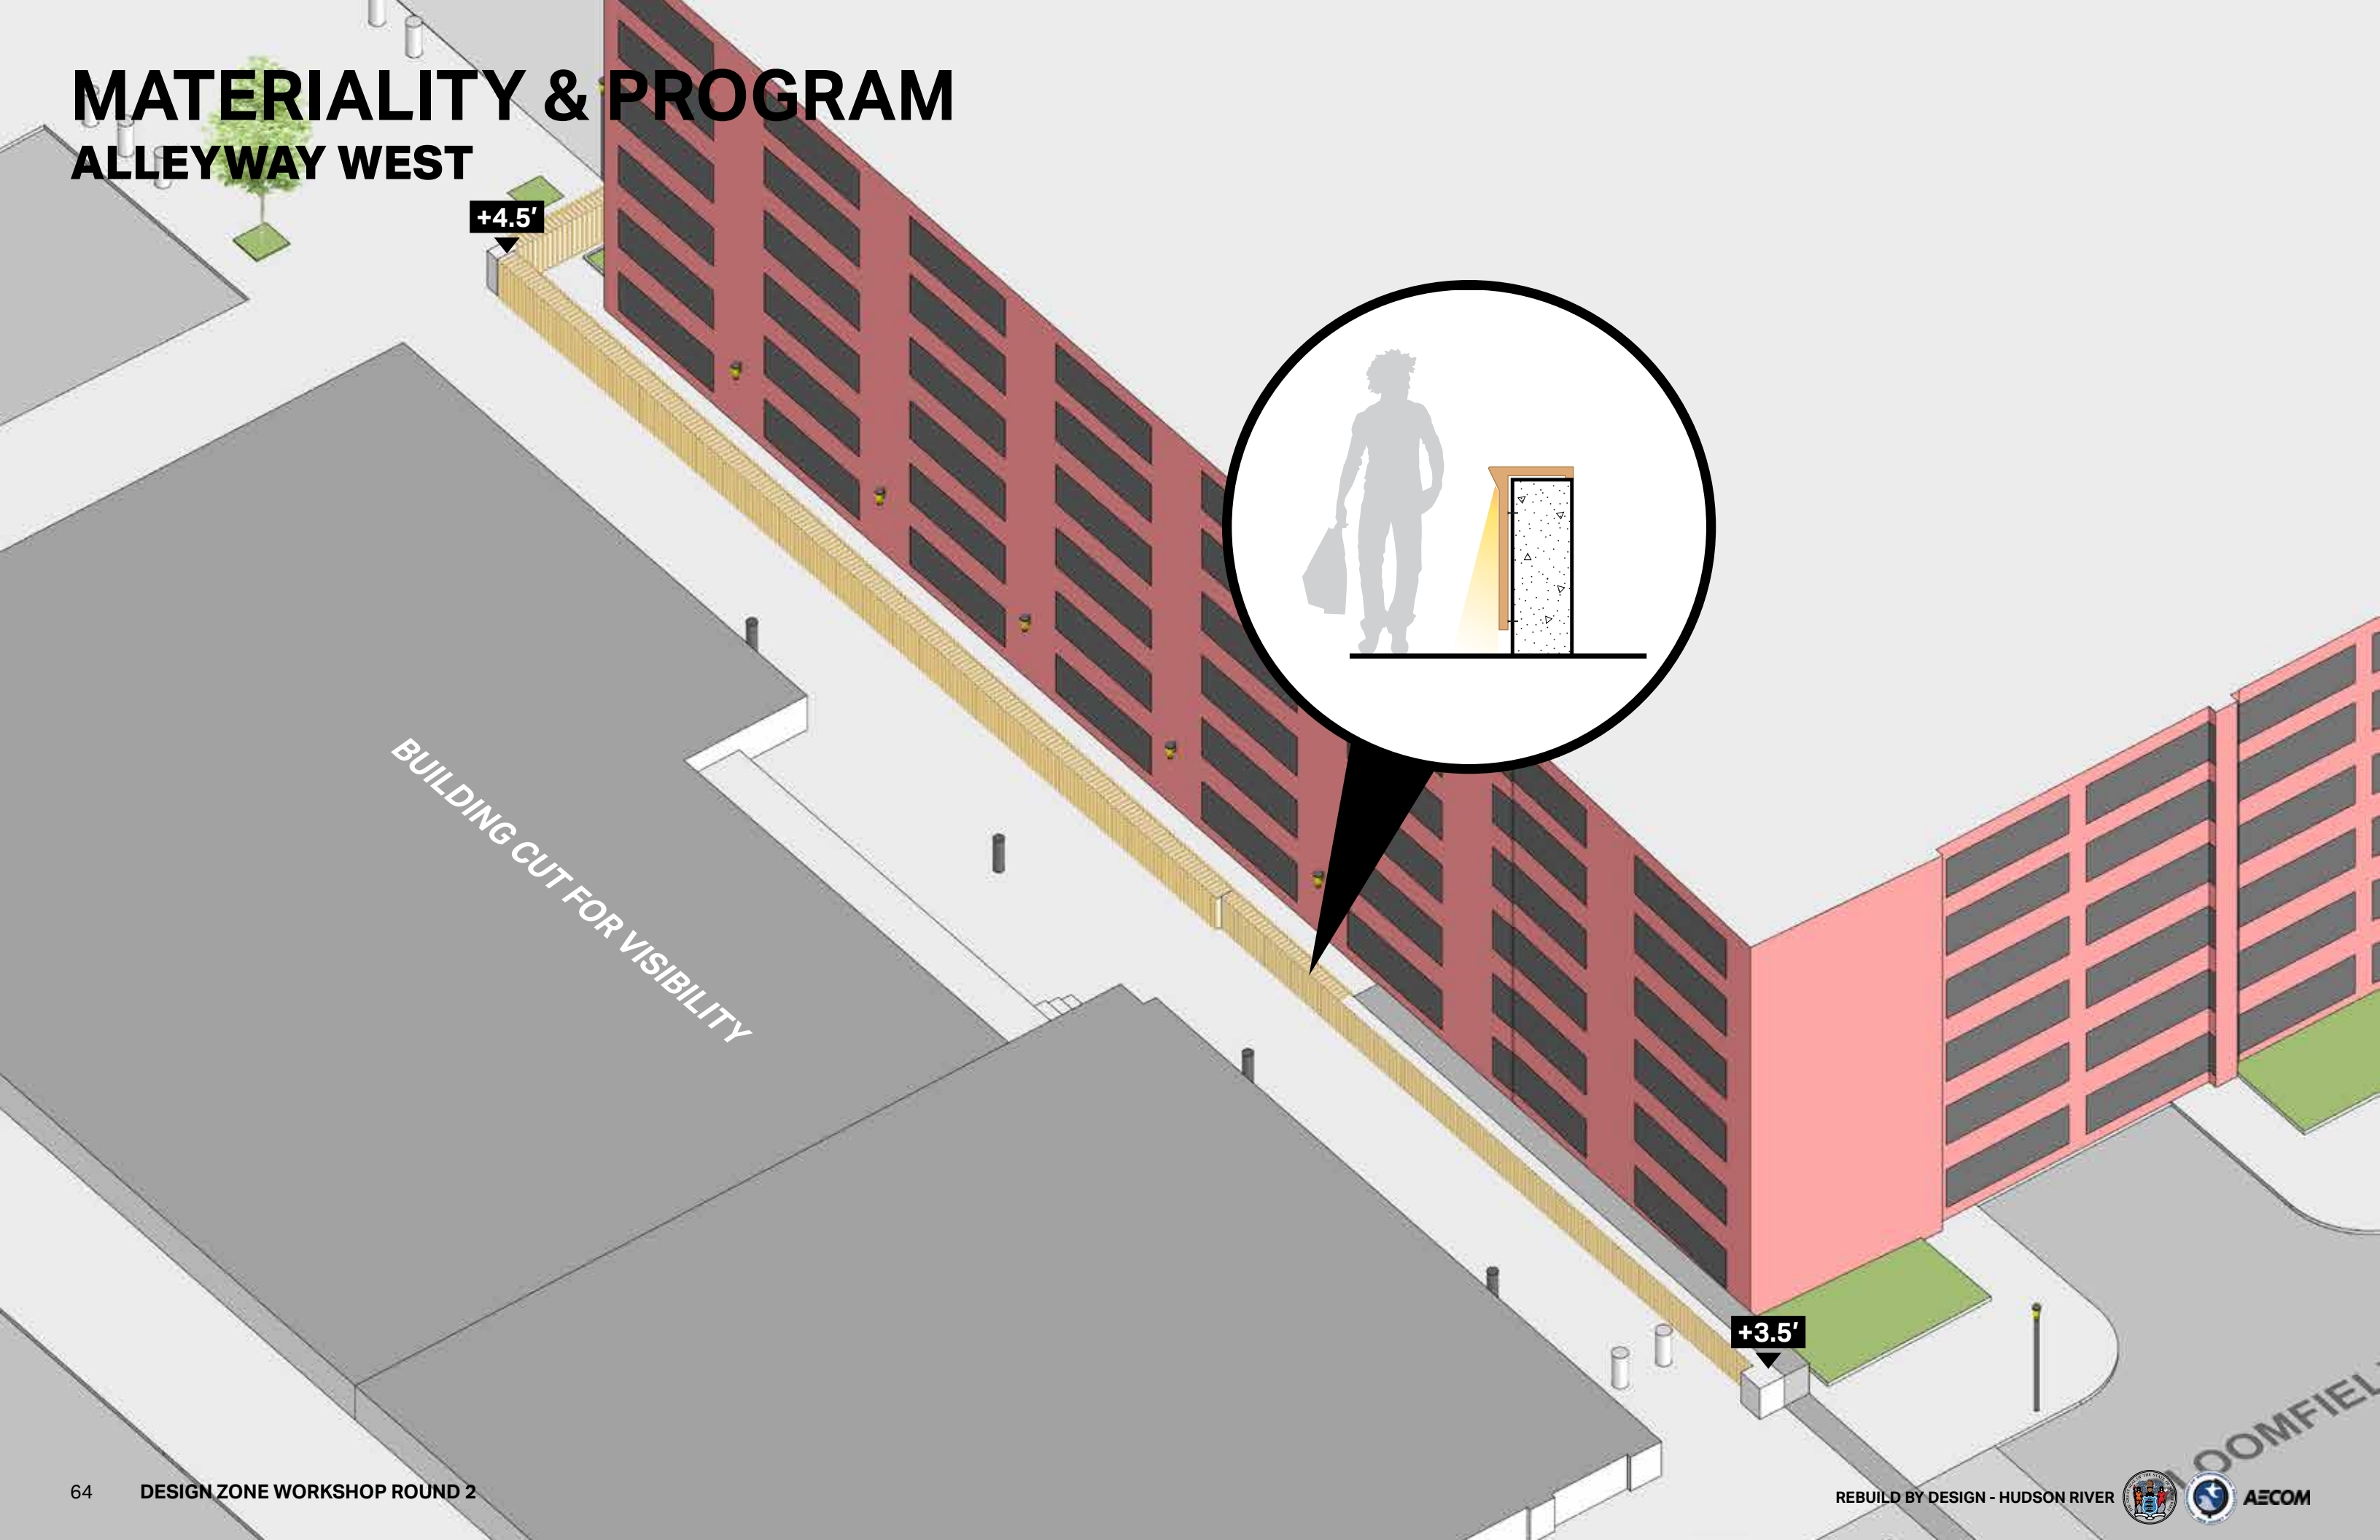 MATERIALITY & PROGRAM
ALLEYWAY WEST
+4.5′
BUILDING CUT FOR VISIBILITY
+3.5′
64 DESIGN ZONE WORKSHOP ROUND 2
REBUILD BY DESIGN - HUDSON RIVER
AECOM